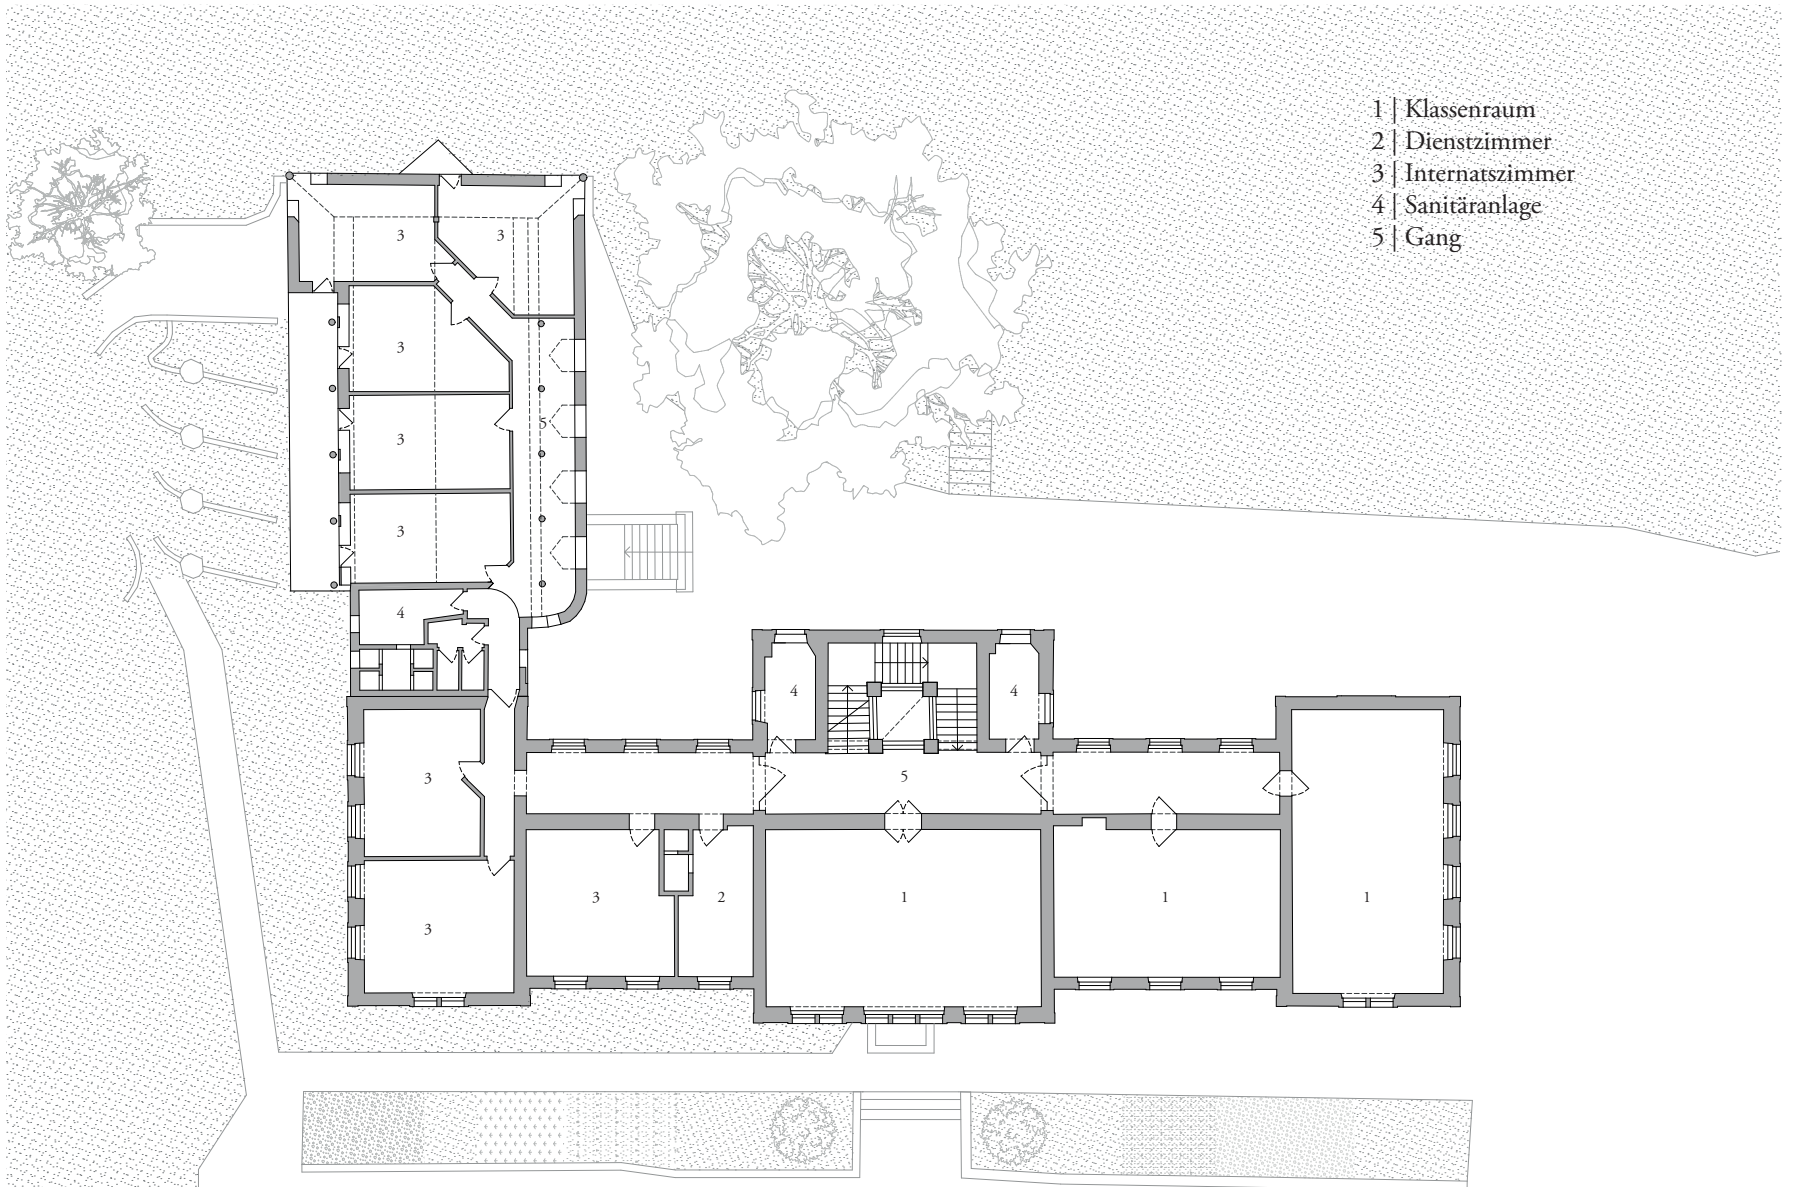 1 | Klassenraum
2 | Dienstzimmer
3 | Internatszimmer
4 | Sanitäranlage
5 | Gang
3 3
3
5
3
3
4
4 4
3 5
3 2 1 1 1
3